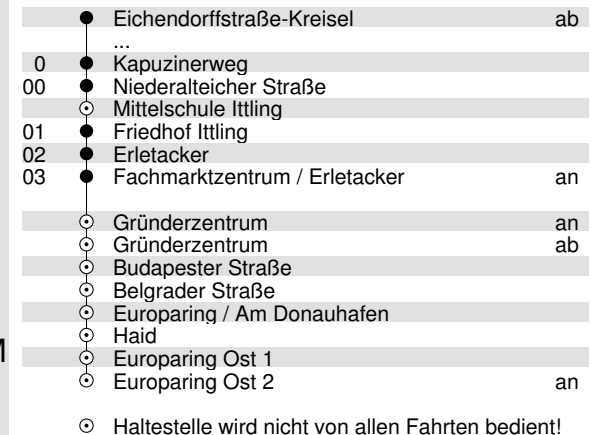 Eichendorffstraße-Kreisel ab
...
0 Kapuzinerweg
00 Niederalteicher Straße
Mittelschule Ittling
01 Friedhof Ittling
02 Erletacker
03 Fachmarktzentrum / Erletacker an
Gründerzentrum an
Gründerzentrum ab
Budapester Straße
Belgrader Straße
Europaring / Am Donauhafen
Haid
Europaring Ost 1
Europaring Ost 2 an
Haltestelle wird nicht von allen Fahrten bedient!